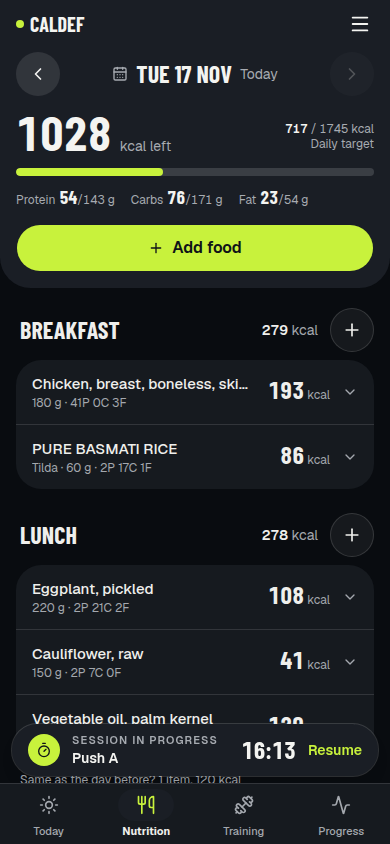 CALDEF
TUE 17 NOV Today
1028 kcal left
717 / 1745 kcal
Daily target
Protein 54/143 g Carbs 76/171 g Fat 23/54 g
+ Add food
BREAKFAST 279 kcal +
Chicken, breast, boneless, ski... 193 kcal
180 g · 41P 0C 3F
PURE BASMATI RICE 86 kcal
Tilda · 60 g · 2P 17C 1F
LUNCH 278 kcal +
Eggplant, pickled 108 kcal
220 g · 2P 21C 2F
Cauliflower, raw 41 kcal
150 g · 2P 7C 0F
Vegetable oil, palm kernel
SESSION IN PROGRESS
Push A 16:13 Resume
Same as the day before? 1 item, 120 kcal
Today Nutrition Training Progress